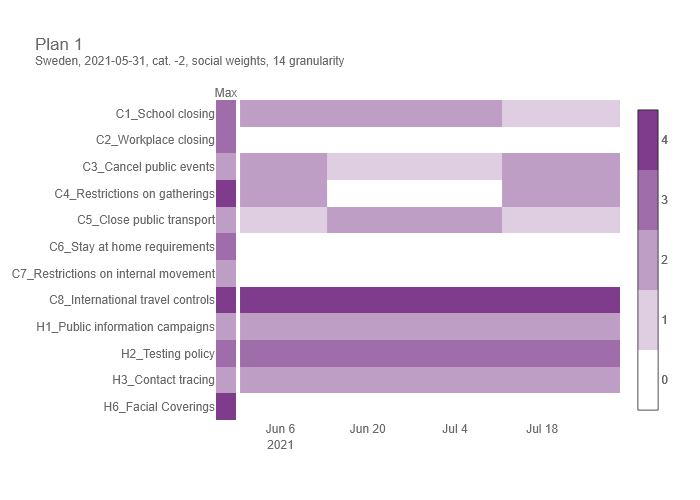 Plan 1
Sweden, 2021-05-31, cat. -2, social weights, 14 granularity
Max
C1_School closing
C2_Workplace closing
C3_Cancel public events
C4_Restrictions on gatherings
C5_Close public transport
C6_Stay at home requirements
C7_Restrictions on internal movement
C8_International travel controls
H1_Public information campaigns
H2_Testing policy
H3_Contact tracing
H6_Facial Coverings
Jun 6 Jun 20 Jul 4 Jul 18
2021
4
3
2
1
0